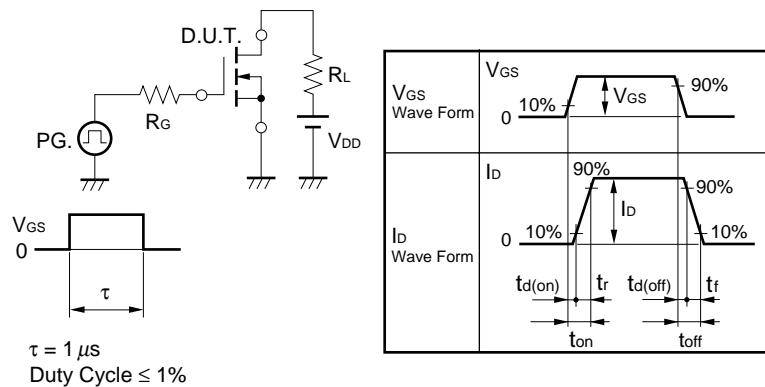 D.U.T.
RL
RG
PG.
VDD
VGS
0
τ
τ = 1 μs
Duty Cycle ≤ 1%
VGS
Wave Form
VGS
10%
0
VGS
90%
ID
Wave Form
ID
90%
10%
0
ID
90%
10%
td(on)
tr
td(off)
tf
ton
toff